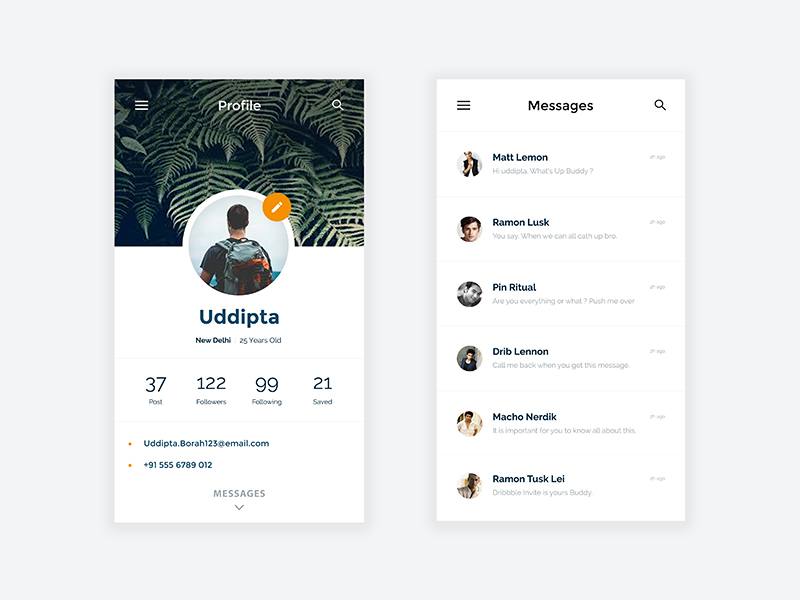 Profile
Uddipta
New Delhi 25 Years Old
37 122 99 21
Post Followers Following Saved
Uddipta.Borah123@email.com
+91 555 6789 012
MESSAGES
Messages
Matt Lemon
Hi uddipta, What's Up Buddy ?
Ramon Lusk
You say. When we can all cath up bro.
Pin Ritual
Are you everything or what ? Push me over
Drib Lennon
Call me back when you get this message.
Macho Nerdik
It is important for you to know all about this.
Ramon Tusk Lei
Dribbble Invite is yours Buddy.